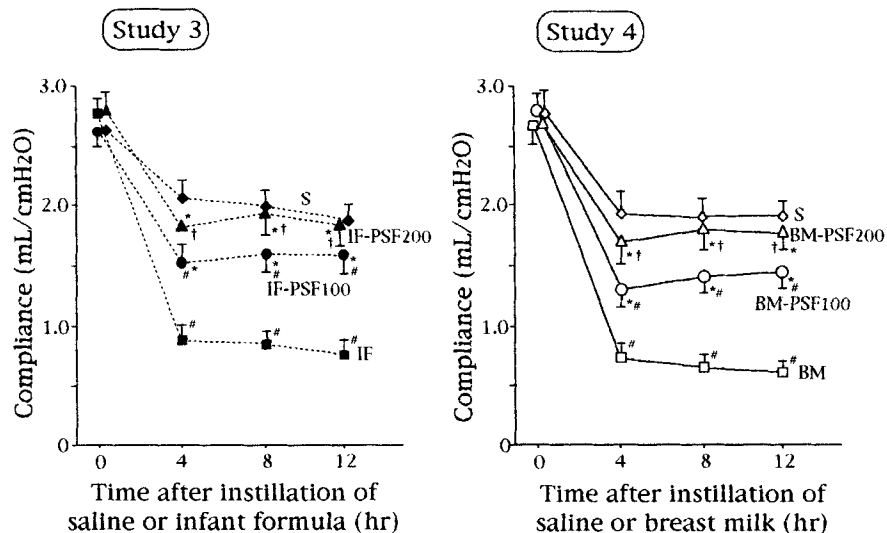 Study 3
Compliance (mL/cmH2O)
3.0
2.0
1.0
0
S
*
†
* †
*
†
IF-PSF200
# *
*
#
*
#
IF-PSF100
#
#
# IF
0 4 8 12
Time after instillation of
saline or infant formula (hr)
Study 4
Compliance (mL/cmH2O)
3.0
2.0
1.0
0
S
* †
* †
† *
BM-PSF200
* #
* #
*
#
BM-PSF100
#
#
#
BM
0 4 8 12
Time after instillation of
saline or breast milk (hr)